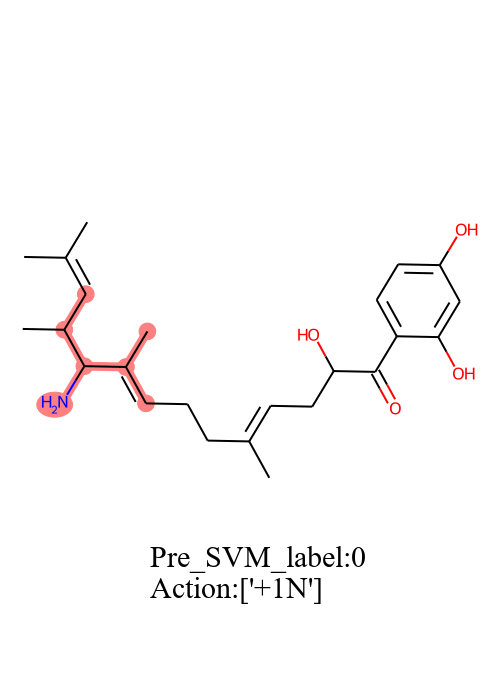 OH
HO
OH
O
H2N
Pre_SVM_label:0
Action:['+1N']